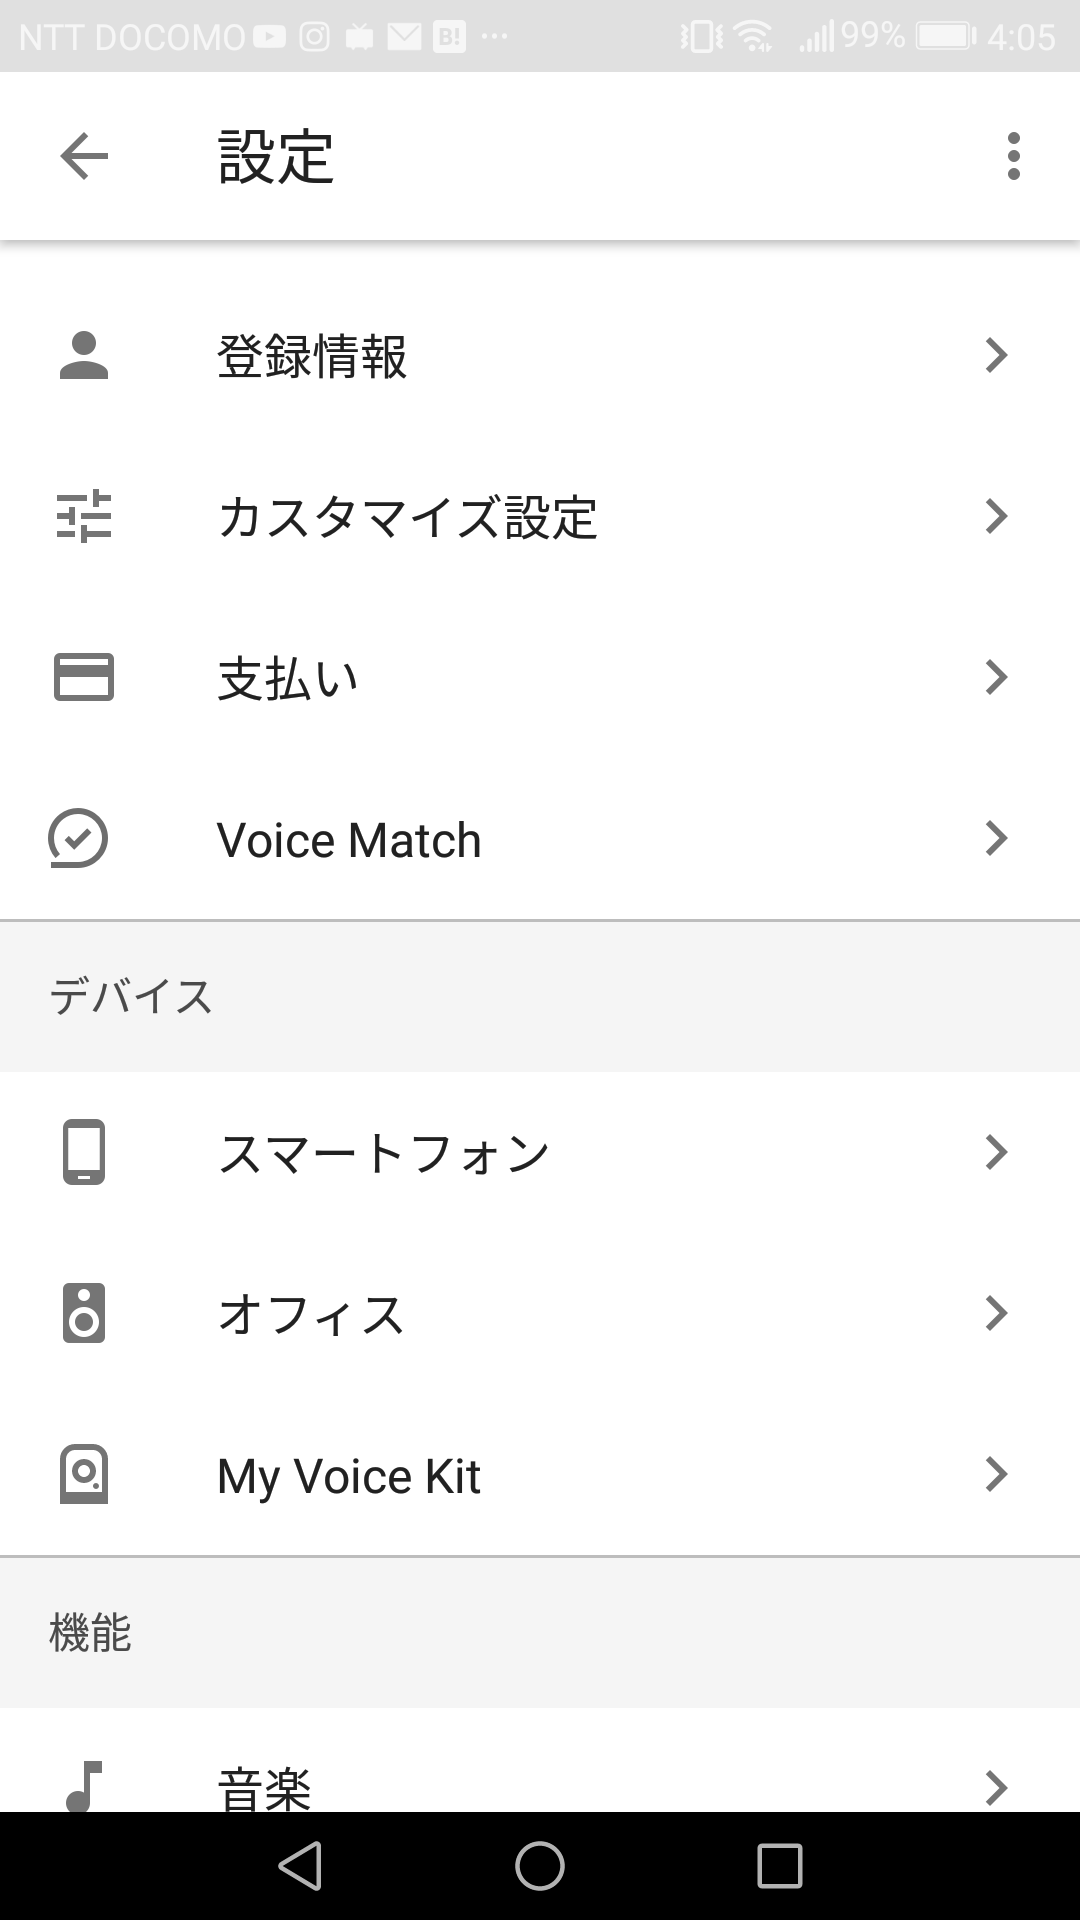 NTT DOCOMO B! ... 99% 4:05
設定
登録情報
カスタマイズ設定
支払い
Voice Match
デバイス
スマートフォン
オフィス
My Voice Kit
機能
音楽